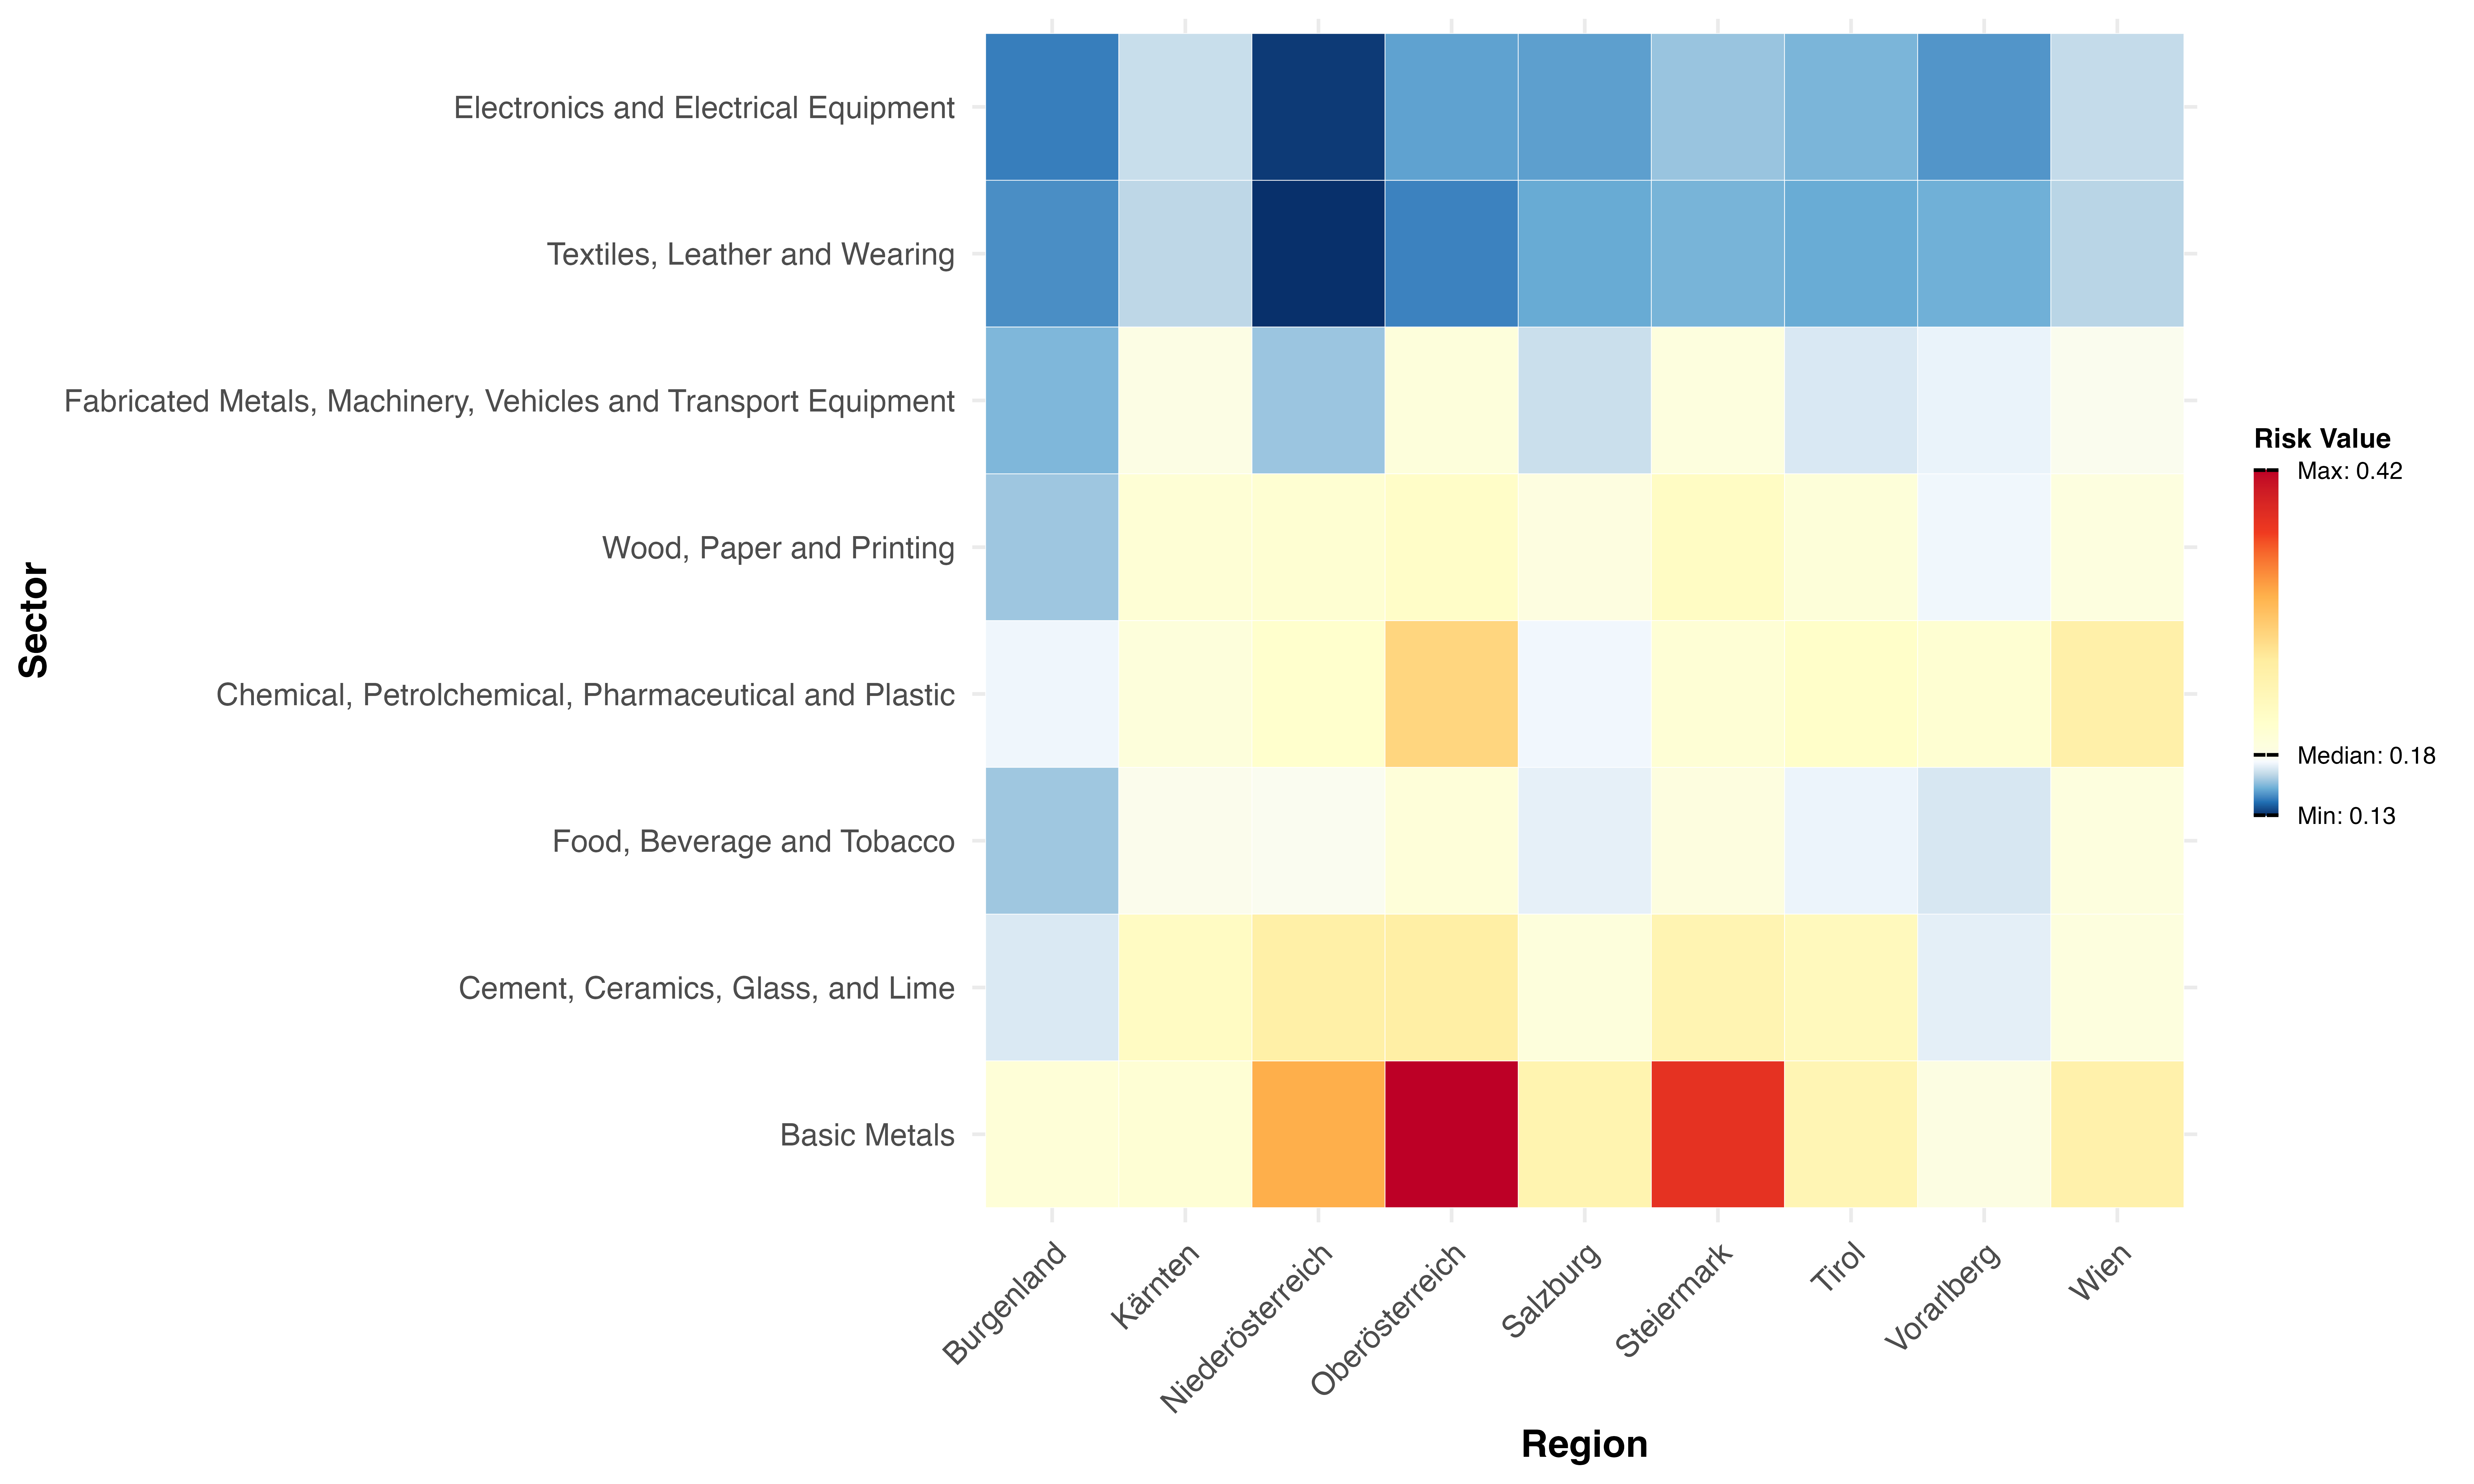 Electronics and Electrical Equipment
Textiles, Leather and Wearing
Fabricated Metals, Machinery, Vehicles and Transport Equipment
Wood, Paper and Printing
Chemical, Petrolchemical, Pharmaceutical and Plastic
Food, Beverage and Tobacco
Cement, Ceramics, Glass, and Lime
Basic Metals
Sector
Burgenland
Kärnten
Niederösterreich
Oberösterreich
Salzburg
Steiermark
Tirol
Vorarlberg
Wien
Region
Risk Value
Max: 0.42
Median: 0.18
Min: 0.13